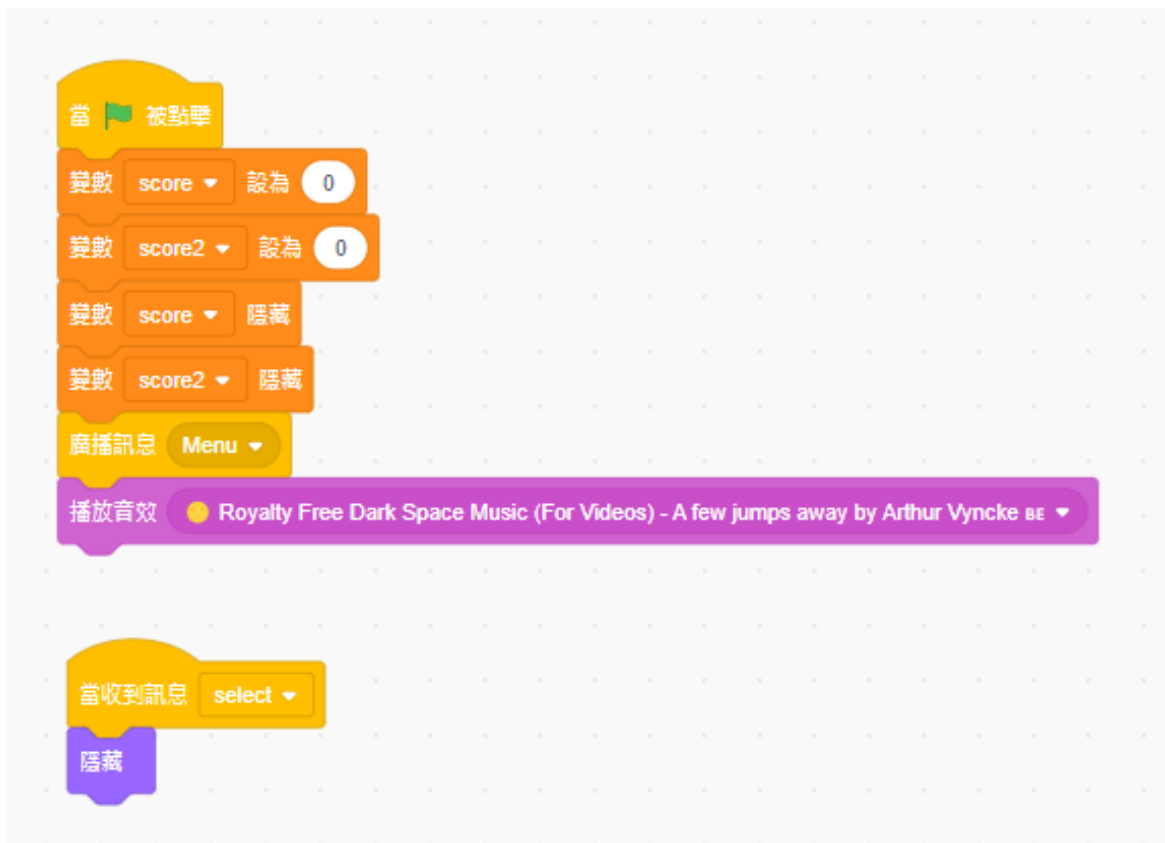 當 被點擊
變數 score 設為 0
變數 score2 設為 0
變數 score 隱藏
變數 score2 隱藏
廣播訊息 Menu
播放音效 Royalty Free Dark Space Music (For Videos) - A few jumps away by Arthur Vyncke BE
當收到訊息 select
隱藏